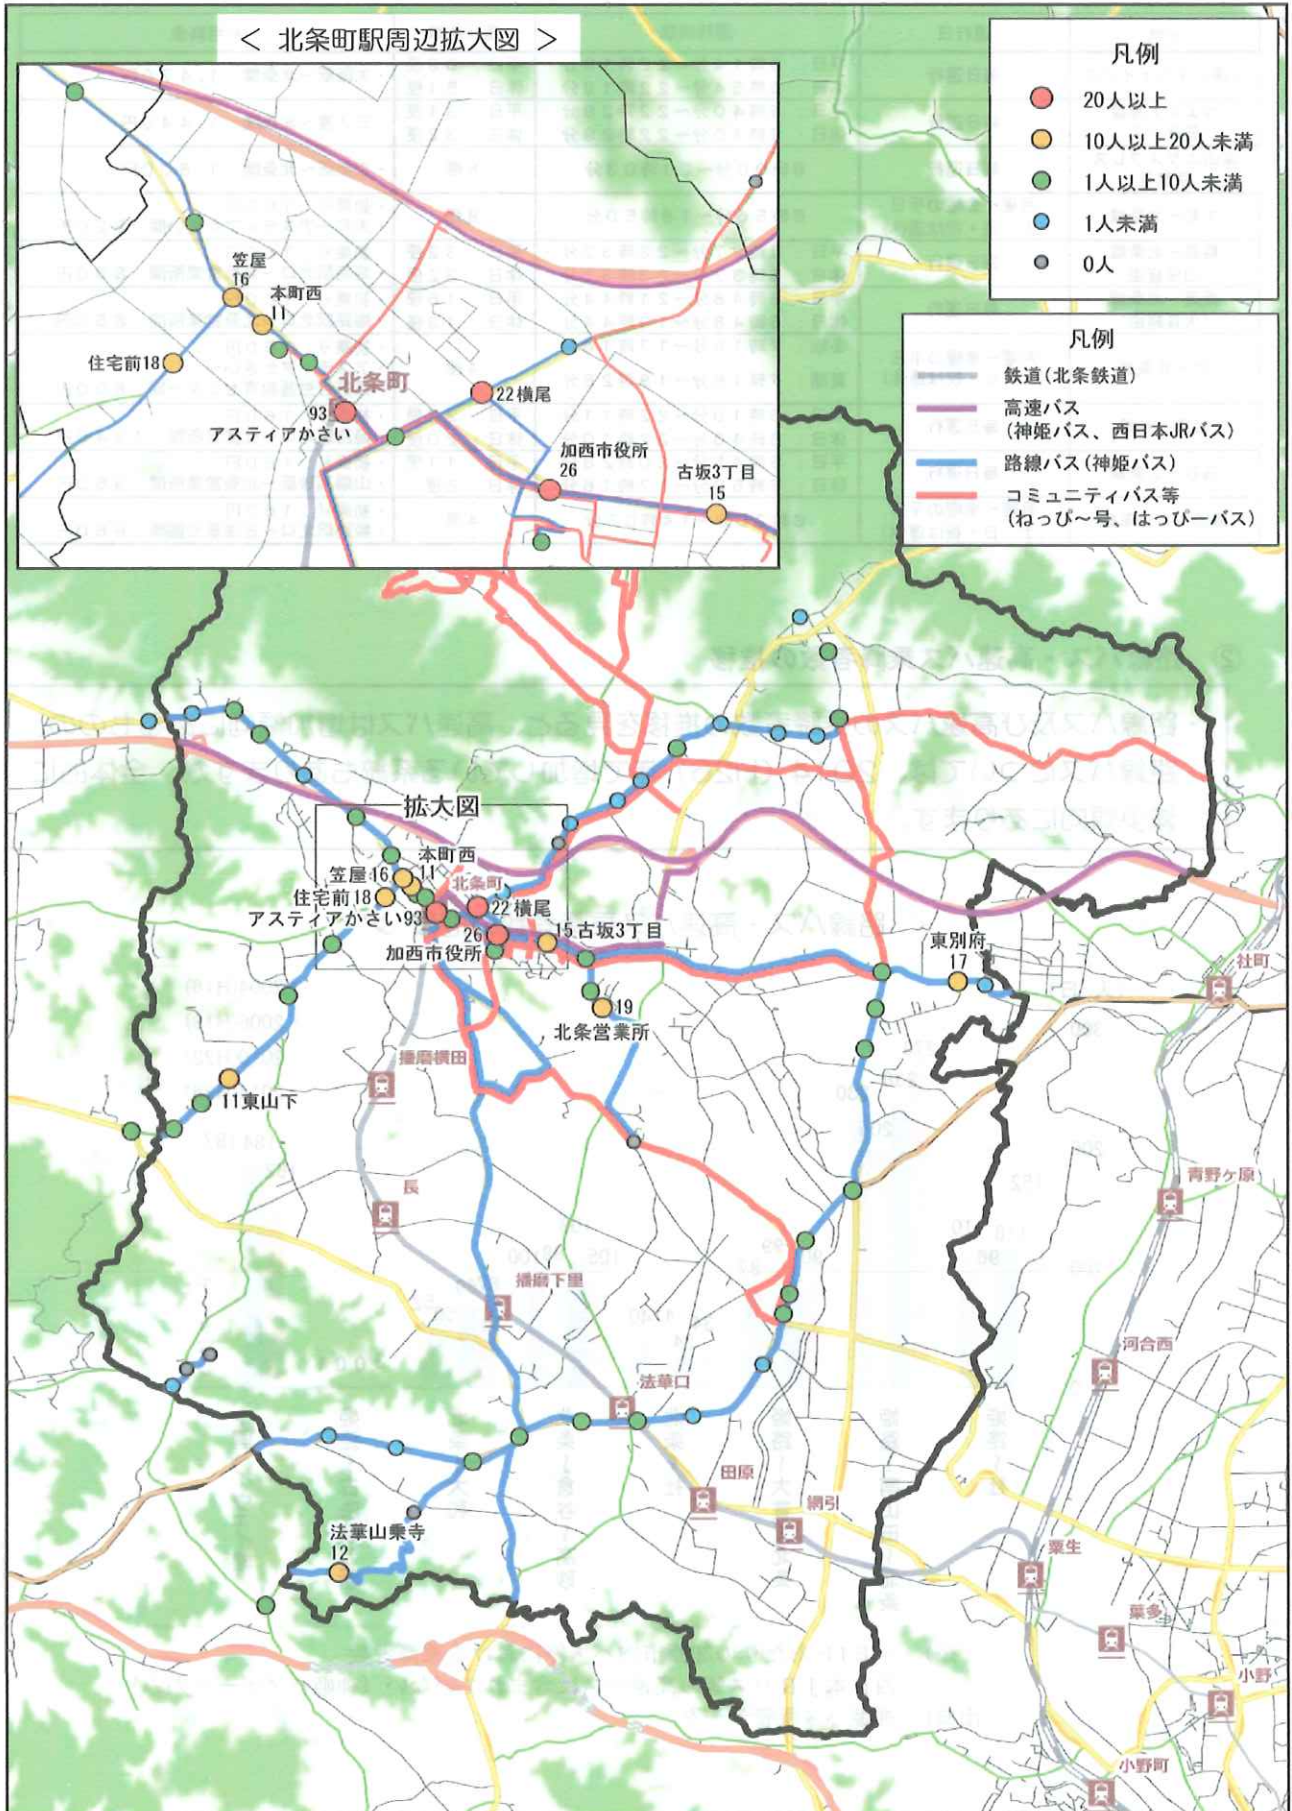 ＜ 北条町駅周辺拡大図 ＞
凡例
20人以上
10人以上20人未満
1人以上10人未満
1人未満
0人
凡例
鉄道(北条鉄道)
高速バス
(神姫バス、西日本JRバス)
路線バス(神姫バス)
コミュニティバス等
(ねっぴ～号、はっぴーバス)
笠屋
16
本町西
11
住宅前18
北条町
93
アスティアかさい
22横尾
加西市役所
26
古坂3丁目
15
拡大図
本町西
笠屋16
11
北条町
住宅前18
アスティアかさい93
22横尾
26
15古坂3丁目
加西市役所
東別府
17
社町
19
北条営業所
播磨横田
11東山下
長
青野ヶ原
播磨下里
河合西
法華口
田原
網引
粟生
法華山乗寺
12
葉多
小野
小野町